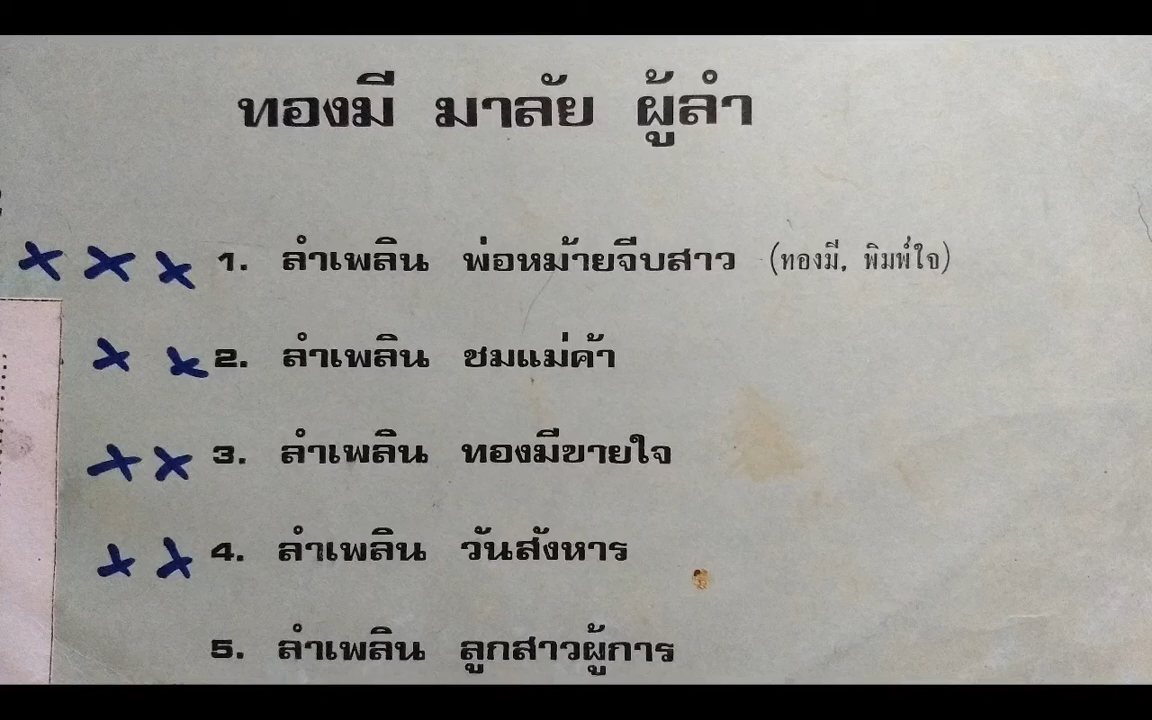 ทองมี มาลัย ผู้ลำ
× × × 1. ลำเพลิน พ่อหม้ายจีบสาว (ทองมี, พิมพ์ใจ)
× × 2. ลำเพลิน ชมแม่ค้า
× × 3. ลำเพลิน ทองมีขายใจ
× × 4. ลำเพลิน วันสังหาร
5. ลำเพลิน ลูกสาวผู้การ